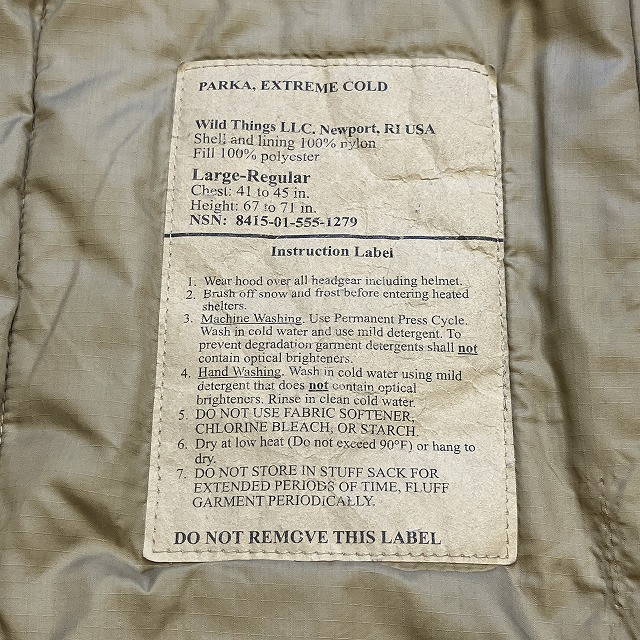 PARKA, EXTREME COLD
Wild Things LLC. Newport, RI USA
Shell and lining 100% nylon
Fill 100% polyester
Large-Regular
Chest: 41 to 45 in.
Height: 67 to 71 in.
NSN: 8415-01-555-1279
Instruction Label
1. Wear hood over all headgear including helmet.
2. Brush off snow and frost before entering heated
shelters.
3. Machine Washing. Use Permanent Press Cycle.
Wash in cold water and use mild detergent. To
prevent degradation garment detergents shall not
contain optical brighteners.
4. Hand Washing. Wash in cold water using mild
detergent that does not contain optical
brighteners. Rinse in clean cold water.
5. DO NOT USE FABRIC SOFTENER,
CHLORINE BLEACH, OR STARCH.
6. Dry at low heat (Do not exceed 90°F) or hang to
dry.
7. DO NOT STORE IN STUFF SACK FOR
EXTENDED PERIODS OF TIME, FLUFF
GARMENT PERIODICALLY.
DO NOT REMOVE THIS LABEL